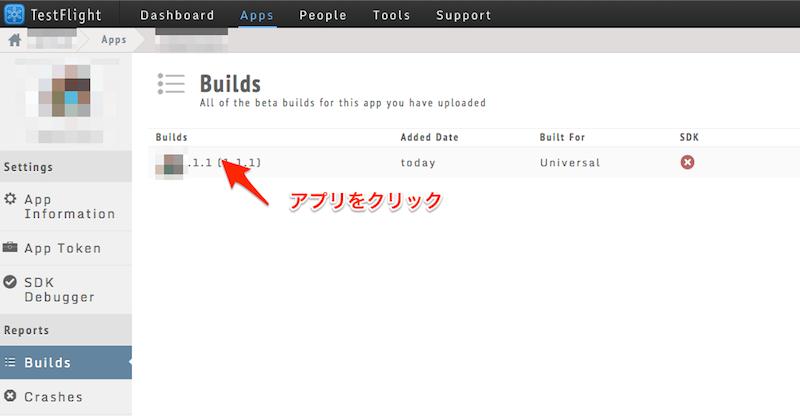 TestFlight Dashboard Apps People Tools Support
Apps
Builds
All of the beta builds for this app you have uploaded
Builds Added Date Built For SDK
.1.1 (1.1.1) today Universal
アプリをクリック
Settings
App
Information
App Token
SDK
Debugger
Reports
Builds
Crashes